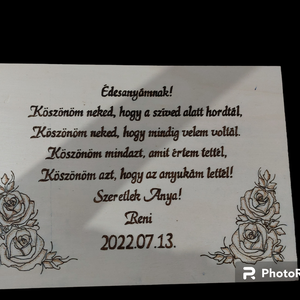 Édesanyámnak!
Köszönöm neked, hogy a szíved alatt hordtál,
Köszönöm neked, hogy mindig velem voltál.
Köszönöm mindazt, amit értem tettél,
Köszönöm azt, hogy az anyukám lettél!
Szeretlek Anya!
Reni
2022.07.13.
PhotoR